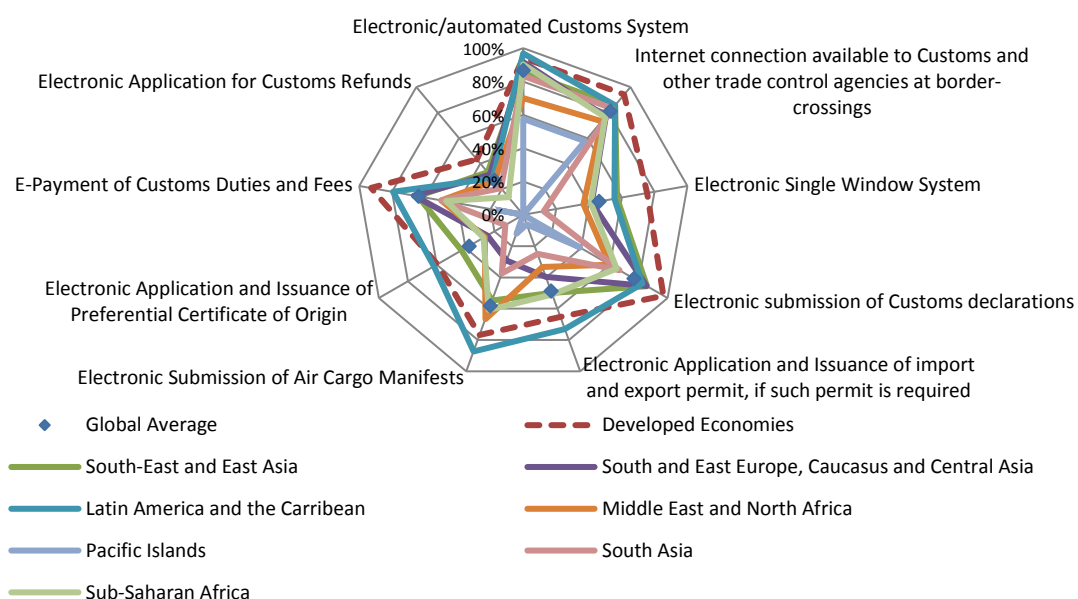 Electronic/automated Customs System
100%
80%
60%
40%
20%
0%
Internet connection available to Customs and
other trade control agencies at border-
crossings
Electronic Single Window System
Electronic submission of Customs declarations
Electronic Application and Issuance of import
and export permit, if such permit is required
Electronic Submission of Air Cargo Manifests
Electronic Application and Issuance of
Preferential Certificate of Origin
E-Payment of Customs Duties and Fees
Electronic Application for Customs Refunds
Global Average
Developed Economies
South-East and East Asia
South and East Europe, Caucasus and Central Asia
Latin America and the Carribean
Middle East and North Africa
Pacific Islands
South Asia
Sub-Saharan Africa